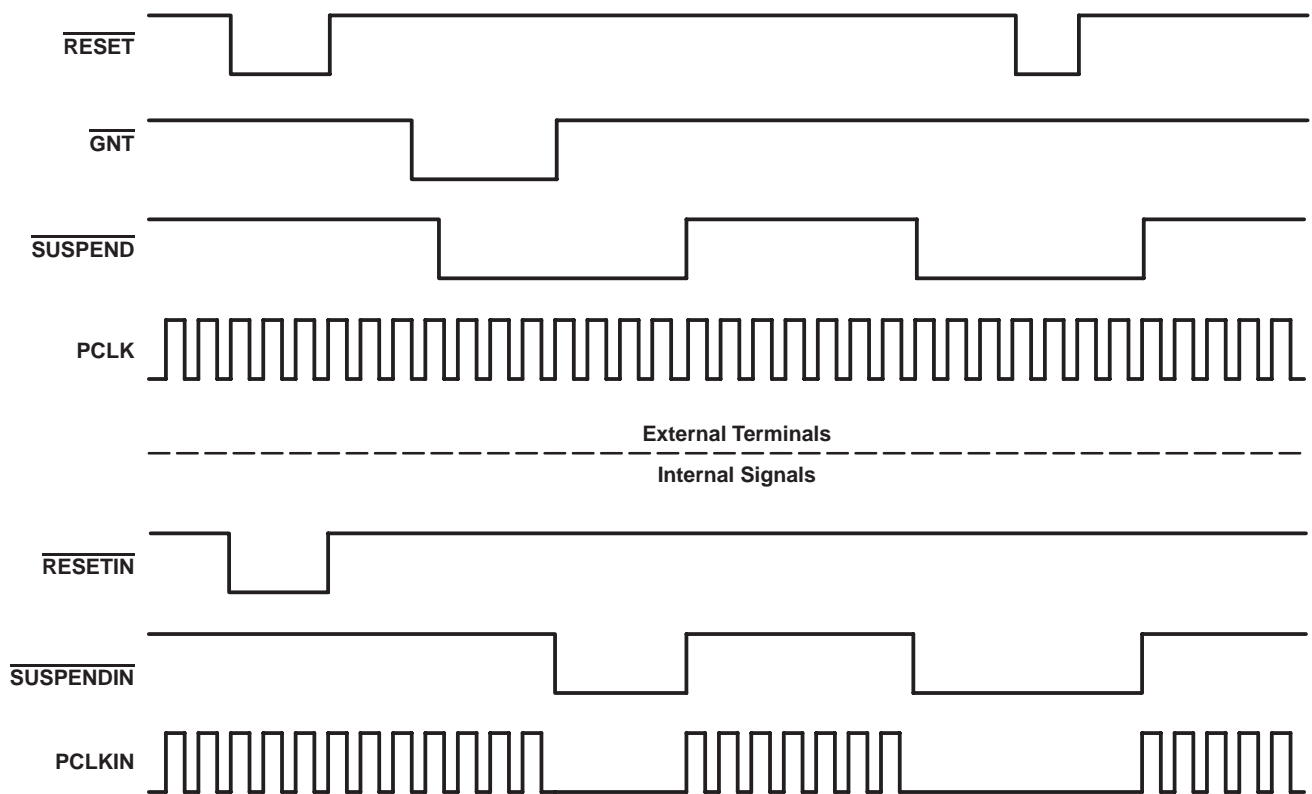 RESET
GNT
SUSPEND
PCLK
External Terminals
Internal Signals
RESETIN
SUSPENDIN
PCLKIN